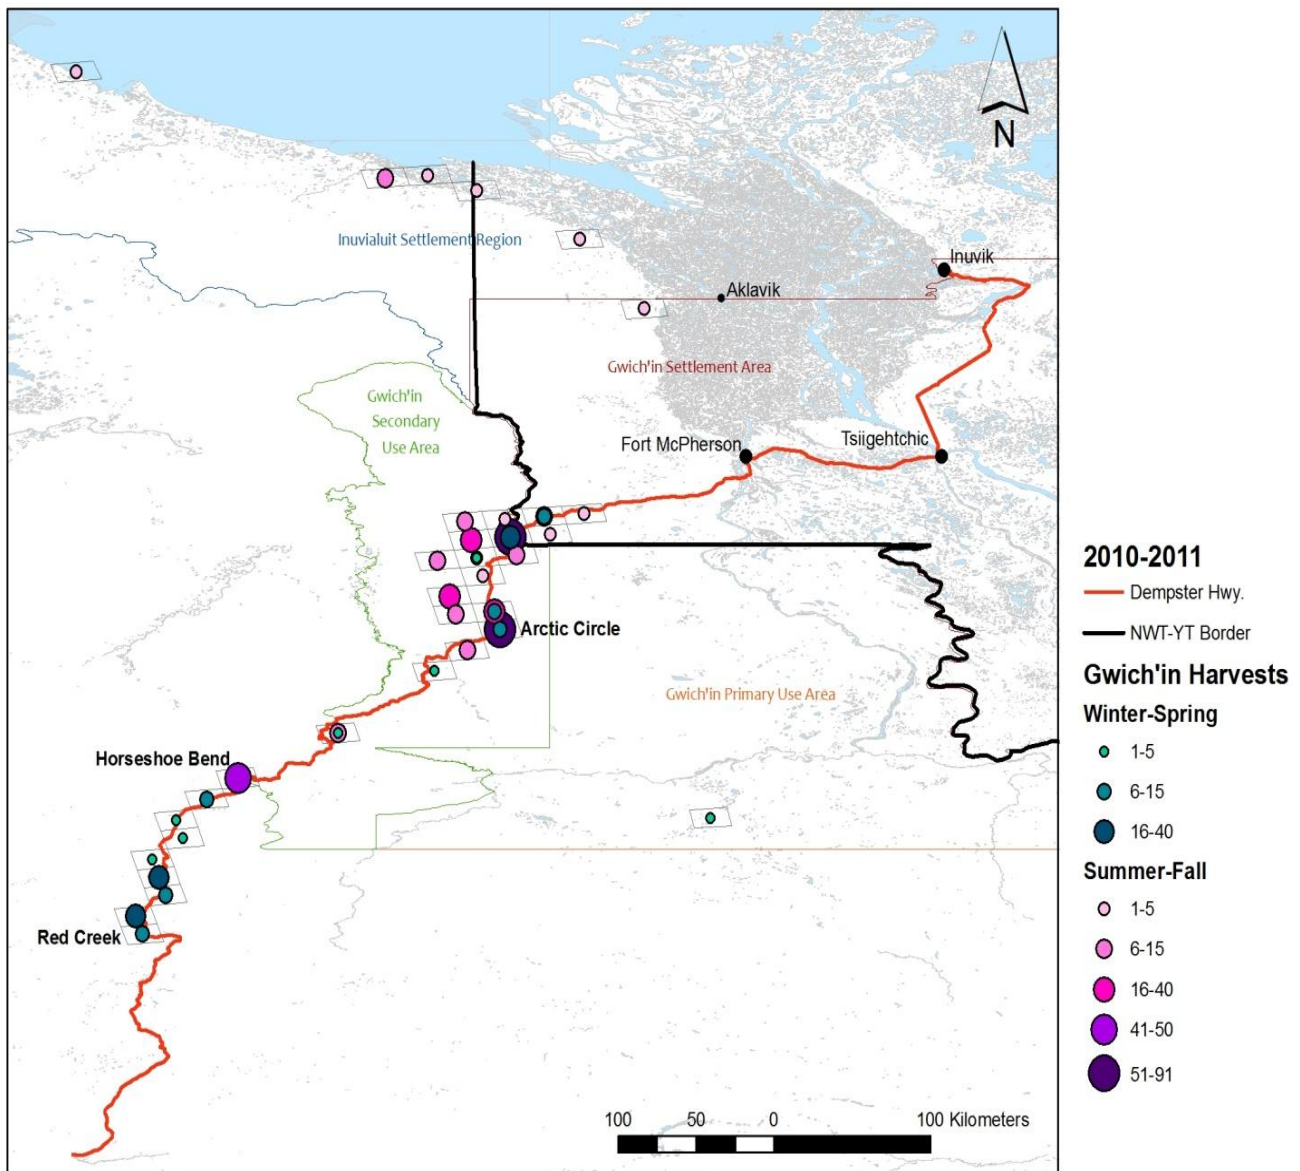 N
Inuvialuit Settlement Region
Inuvik
Aklavik
Gwich'in Settlement Area
Gwich'in
Secondary
Use Area
Fort McPherson
Tsiigehtchic
Arctic Circle
Gwich'in Primary Use Area
Horseshoe Bend
Red Creek
100 50 0 100 Kilometers
2010-2011
Dempster Hwy.
NWT-YT Border
Gwich'in Harvests
Winter-Spring
1-5
6-15
16-40
Summer-Fall
1-5
6-15
16-40
41-50
51-91